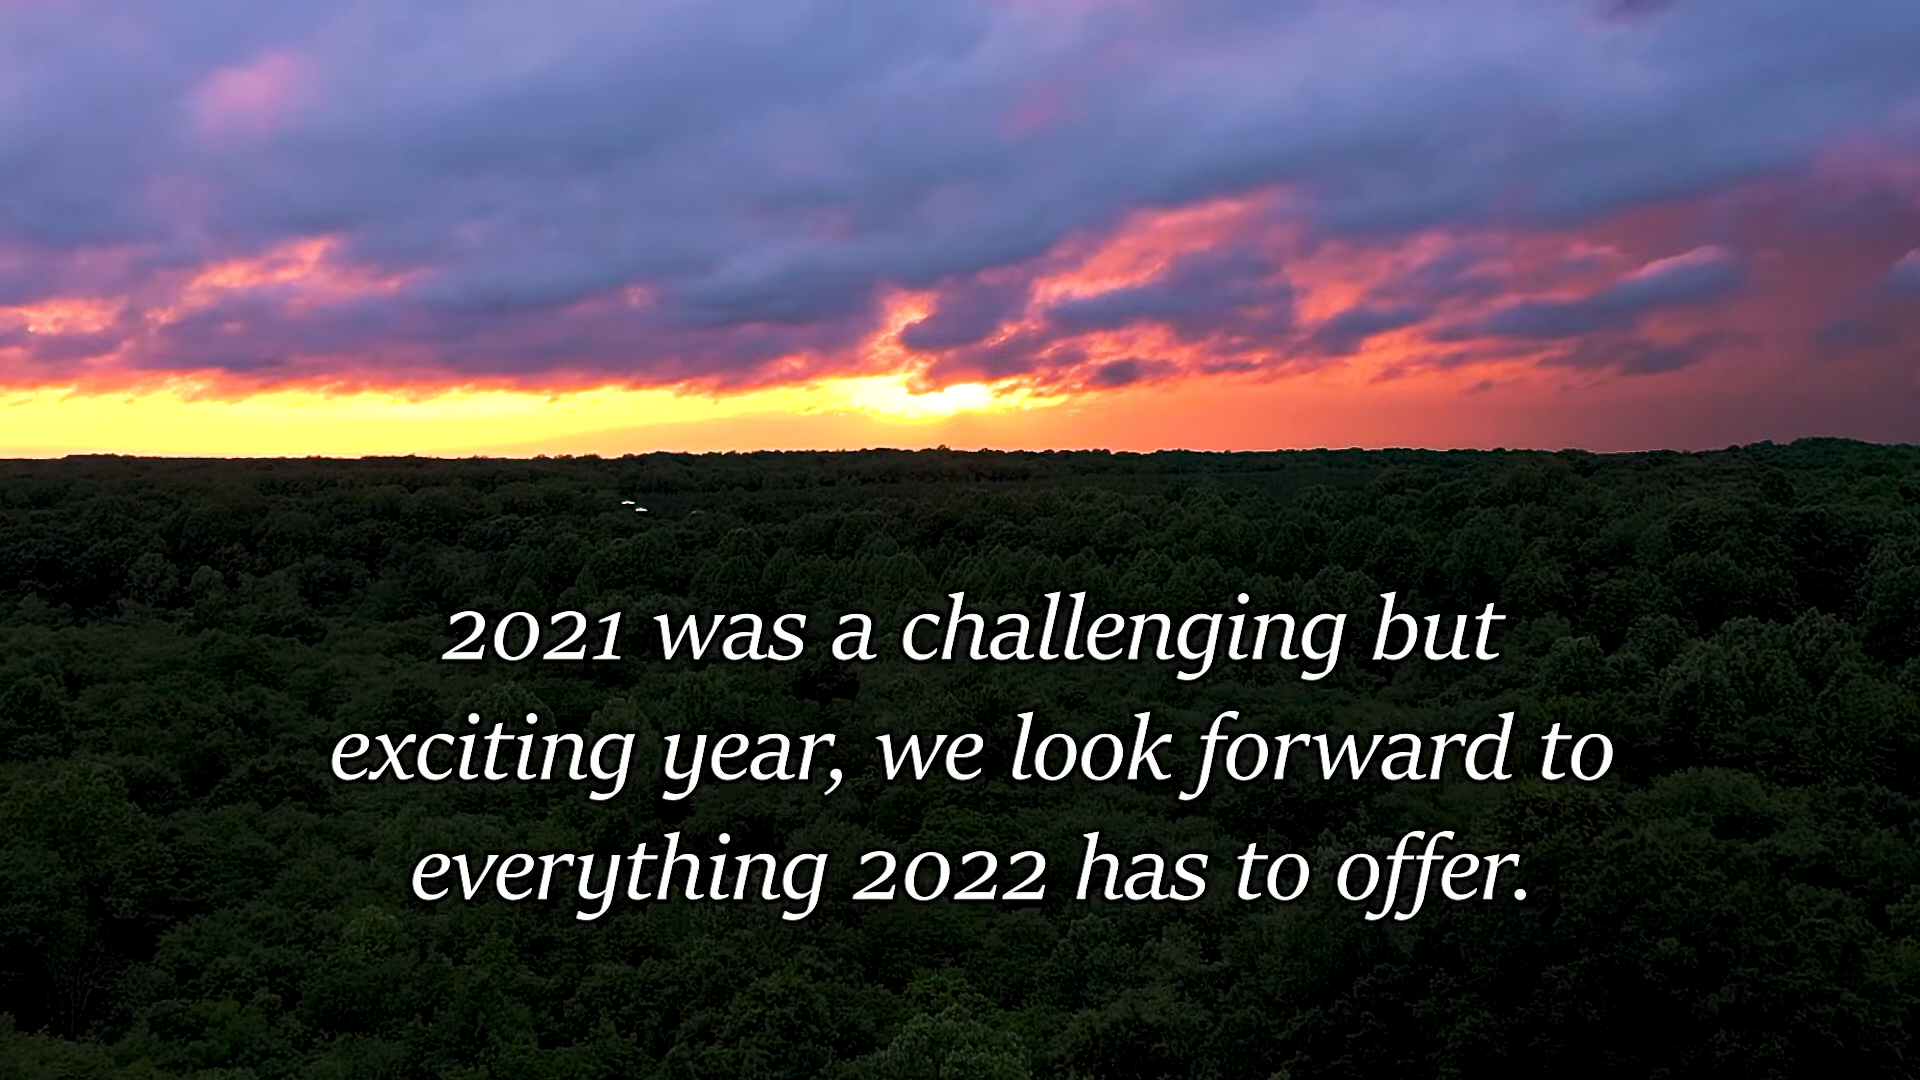 2021 was a challenging but
exciting year, we look forward to
everything 2022 has to offer.